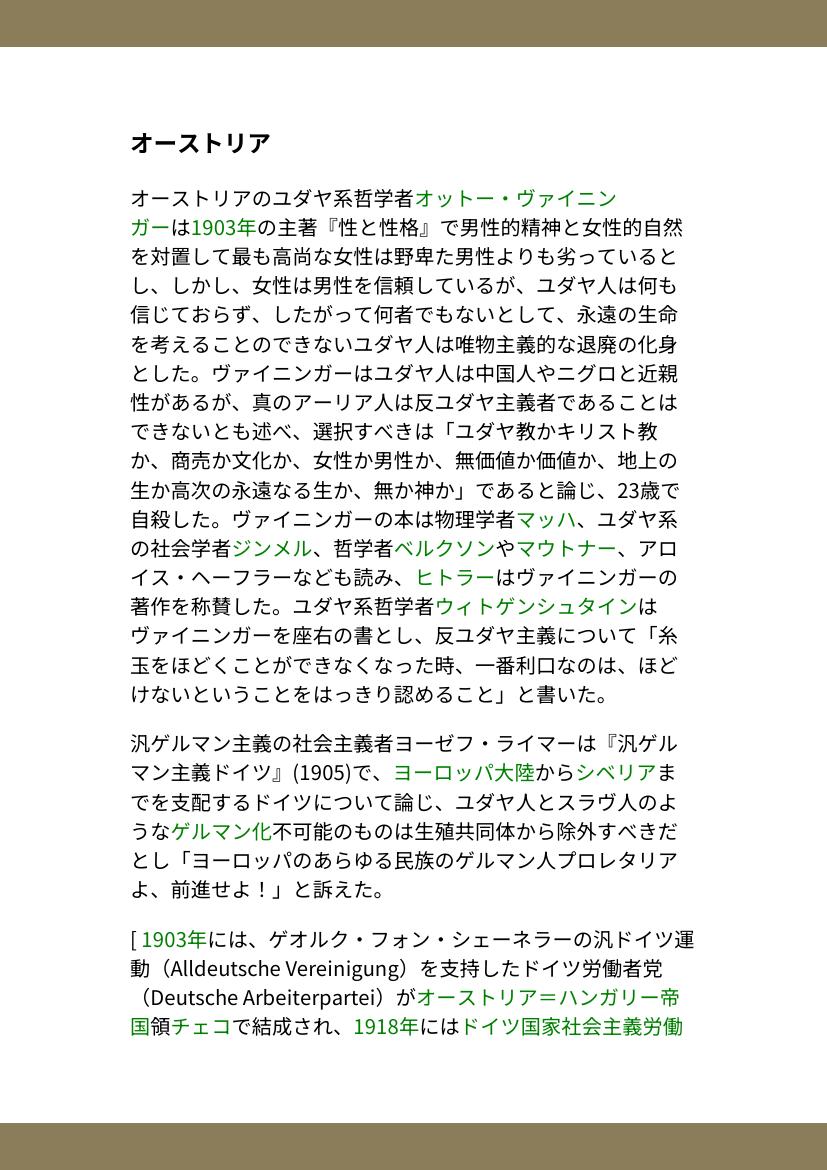 オーストリア
オーストリアのユダヤ系哲学者オットー・ヴァイニン
ガーは1903年の主著『性と性格』で男性的精神と女性的自然
を対置して最も高尚な女性は野卑た男性よりも劣っていると
し、しかし、女性は男性を信頼しているが、ユダヤ人は何も
信じておらず、したがって何者でもないとして、永遠の生命
を考えることのできないユダヤ人は唯物主義的な退廃の化身
とした。ヴァイニンガーはユダヤ人は中国人やニグロと近親
性があるが、真のアーリア人は反ユダヤ主義者であることは
できないとも述べ、選択すべきは「ユダヤ教かキリスト教
か、商売か文化か、女性か男性か、無価値か価値か、地上の
生か高次の永遠なる生か、無か神か」であると論じ、23歳で
自殺した。ヴァイニンガーの本は物理学者マッハ、ユダヤ系
の社会学者ジンメル、哲学者ベルクソンやマウトナー、アロ
イス・ヘーフラーなども読み、ヒトラーはヴァイニンガーの
著作を称賛した。ユダヤ系哲学者ウィトゲンシュタインは
ヴァイニンガーを座右の書とし、反ユダヤ主義について「糸
玉をほどくことができなくなった時、一番利口なのは、ほど
けないということをはっきり認めること」と書いた。
汎ゲルマン主義の社会主義者ヨーゼフ・ライマーは『汎ゲル
マン主義ドイツ』(1905)で、ヨーロッパ大陸からシベリアま
でを支配するドイツについて論じ、ユダヤ人とスラヴ人のよ
うなゲルマン化不可能のものは生殖共同体から除外すべきだ
とし「ヨーロッパのあらゆる民族のゲルマン人プロレタリア
よ、前進せよ！」と訴えた。
[ 1903年には、ゲオルク・フォン・シェーネラーの汎ドイツ運
動（Alldeutsche Vereinigung）を支持したドイツ労働者党
（Deutsche Arbeiterpartei）がオーストリア＝ハンガリー帝
国領チェコで結成され、1918年にはドイツ国家社会主義労働